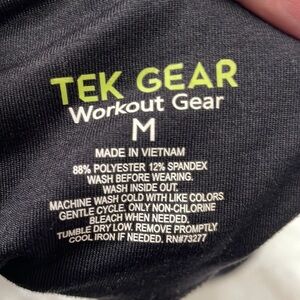 TEK GEAR
Workout Gear
M
MADE IN VIETNAM
88% POLYESTER 12% SPANDEX
WASH BEFORE WEARING.
WASH INSIDE OUT.
MACHINE WASH COLD WITH LIKE COLORS
GENTLE CYCLE. ONLY NON-CHLORINE
BLEACH WHEN NEEDED.
TUMBLE DRY LOW. REMOVE PROMPTLY.
COOL IRON IF NEEDED. RN#73277